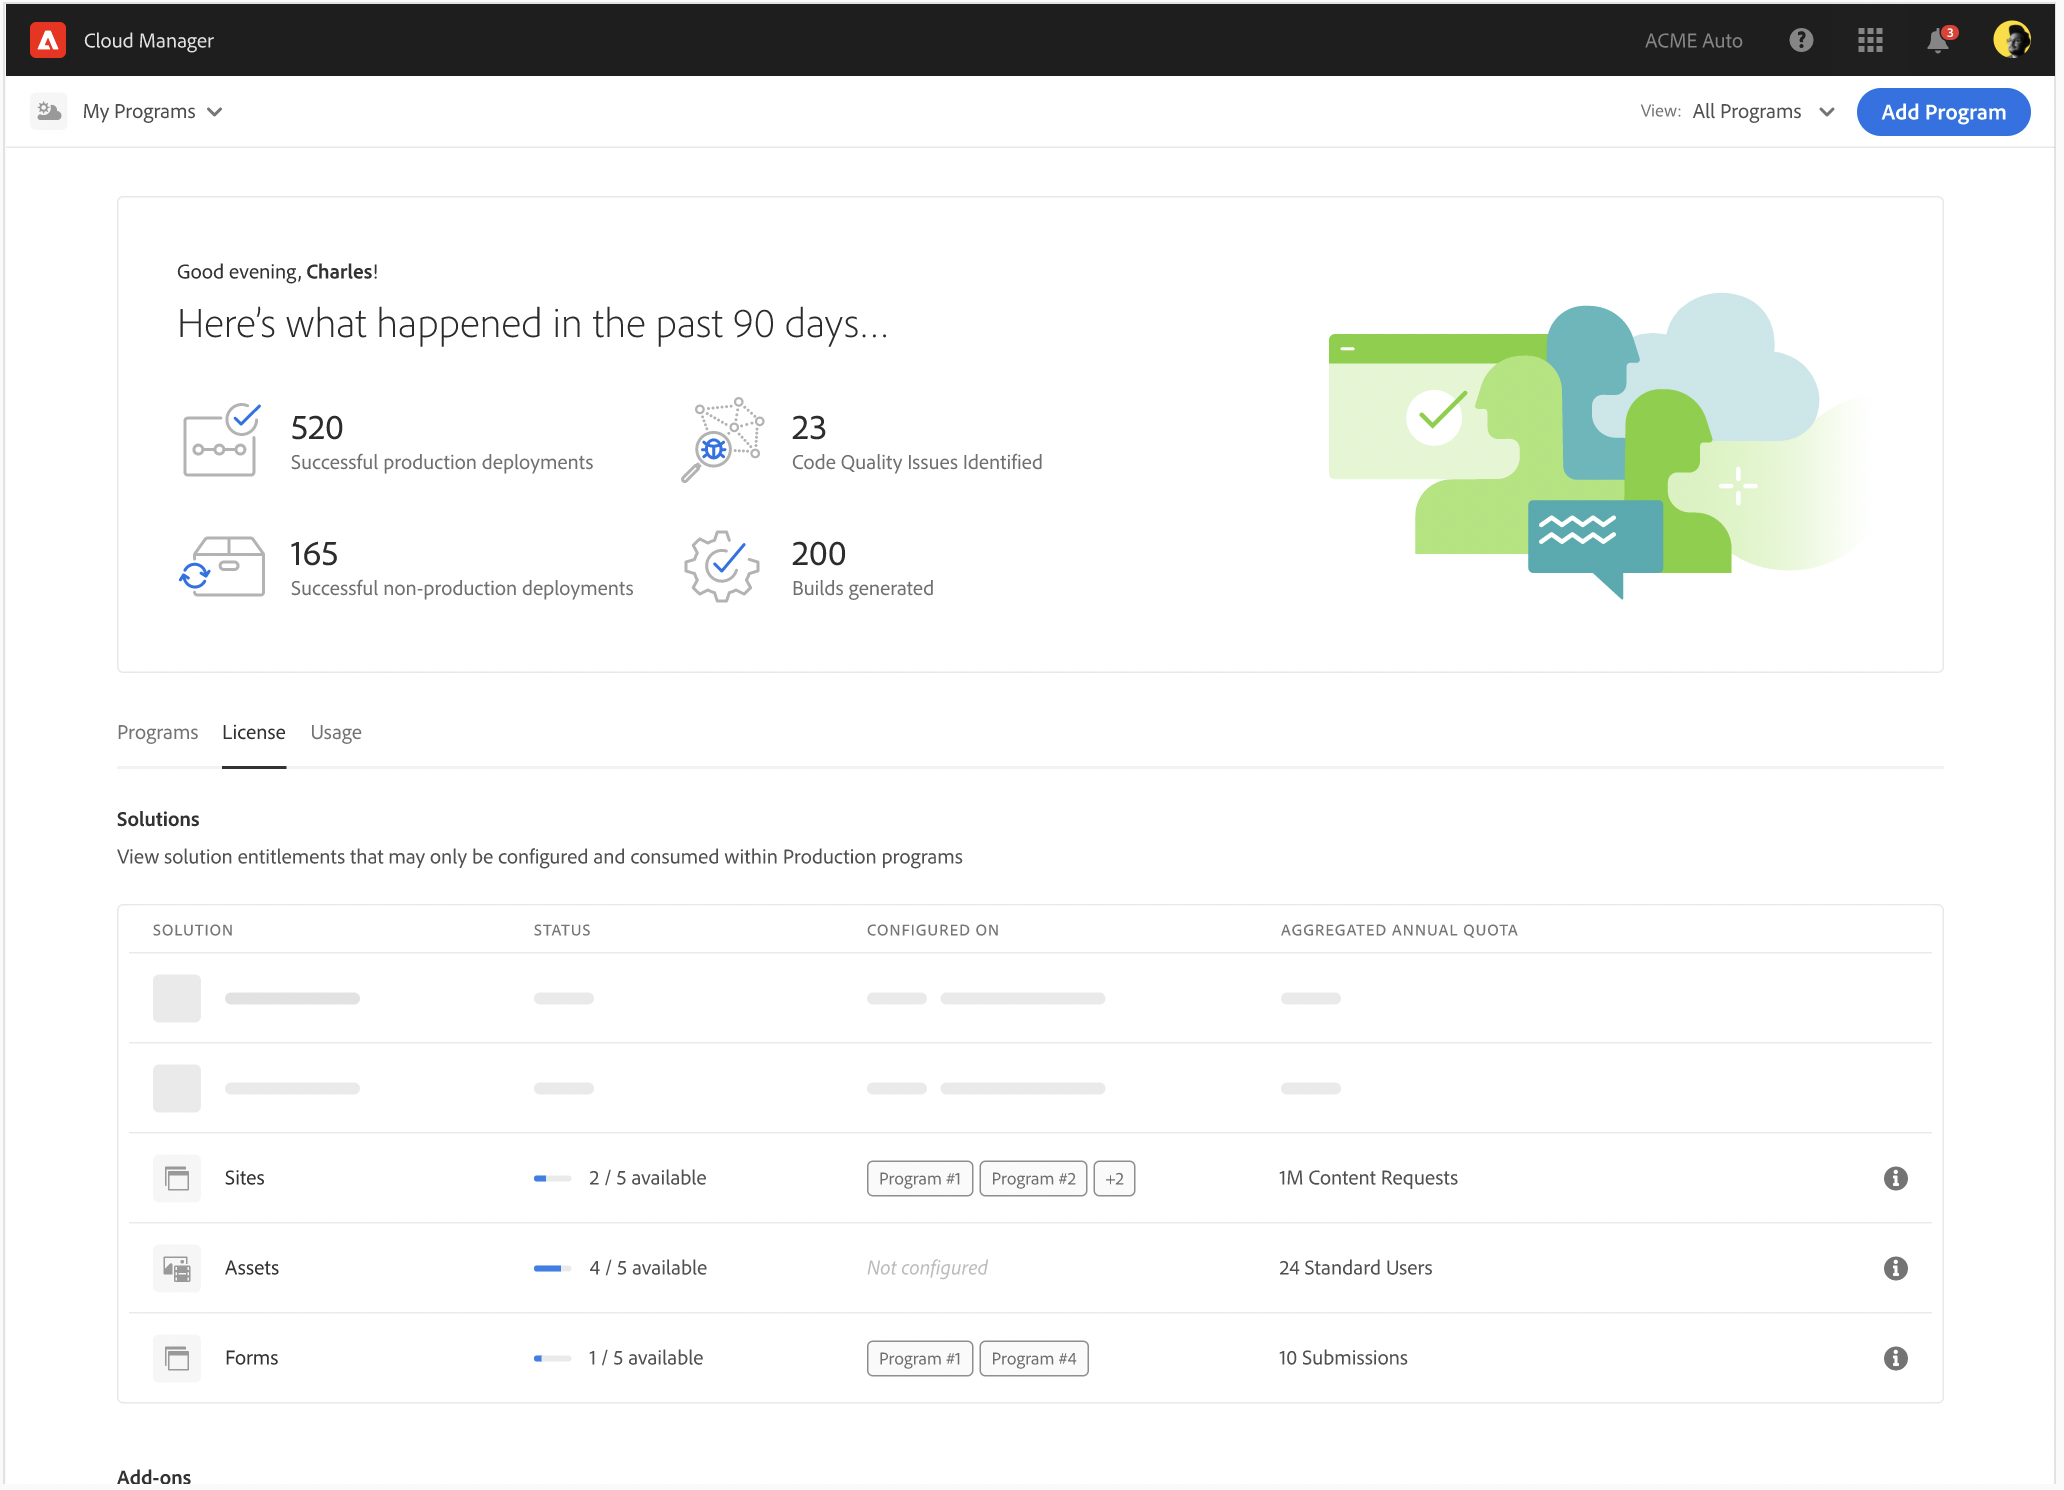 Cloud Manager
ACME Auto
3
My Programs
View: All Programs
Add Program
Good evening, Charles!
Here's what happened in the past 90 days...
520
Successful production deployments
23
Code Quality Issues Identified
165
Successful non-production deployments
200
Builds generated
Programs License Usage
Solutions
View solution entitlements that may only be configured and consumed within Production programs
SOLUTION STATUS CONFIGURED ON AGGREGATED ANNUAL QUOTA
Sites 2 / 5 available Program #1 Program #2 +2 1M Content Requests
Assets 4 / 5 available Not configured 24 Standard Users
Forms 1 / 5 available Program #1 Program #4 10 Submissions
Add-ons